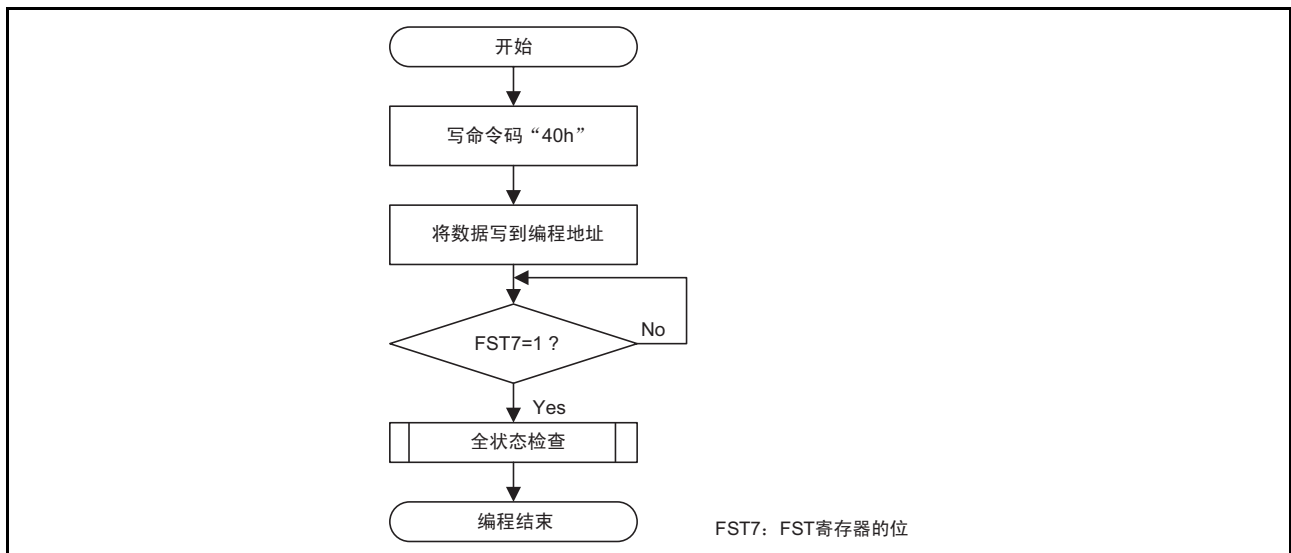 开始
写命令码“40h”
将数据写到编程地址
FST7=1 ?
No
Yes
全状态检查
编程结束
FST7：FST寄存器的位